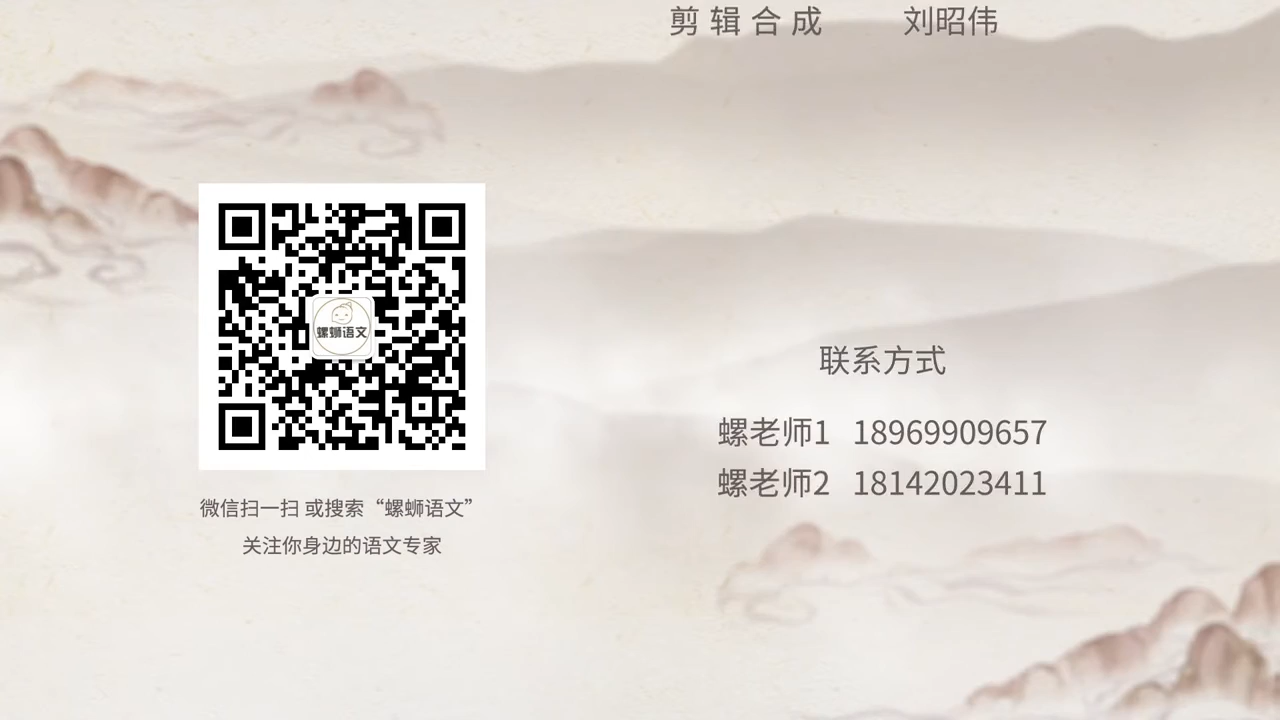 剪辑合成 刘昭伟
螺蛳语文
微信扫一扫 或搜索“螺蛳语文”
关注你身边的语文专家
联系方式
螺老师1 18969909657
螺老师2 18142023411